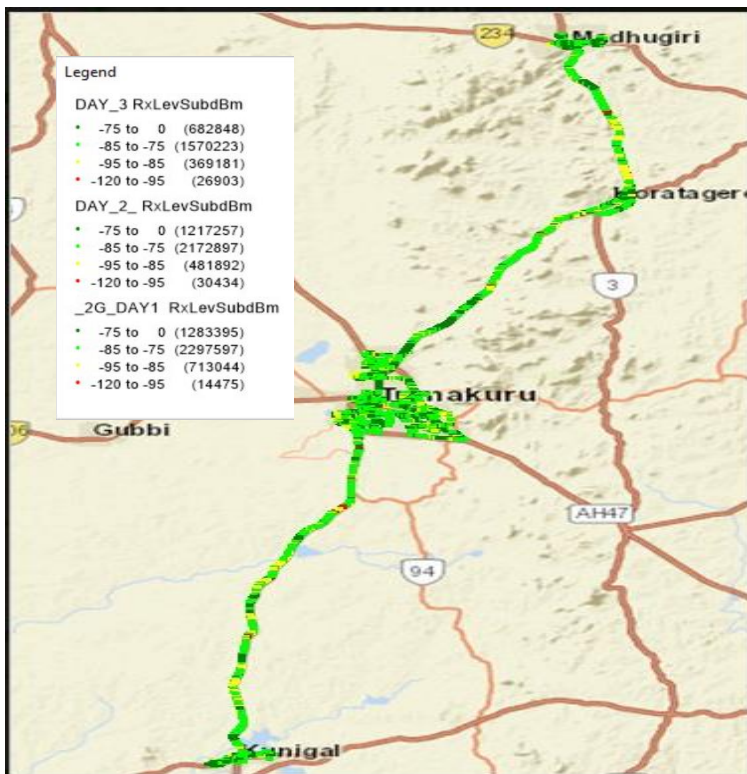 234
Madhugiri
Legend
DAY_3 RxLevSubdBm
-75 to 0 (682848)
-85 to -75 (1570223)
-95 to -85 (369181)
-120 to -95 (26903)
DAY_2_ RxLevSubdBm
-75 to 0 (1217257)
-85 to -75 (2172897)
-95 to -85 (481892)
-120 to -95 (30434)
_2G_DAY1 RxLevSubdBm
-75 to 0 (1283395)
-85 to -75 (2297597)
-95 to -85 (713044)
-120 to -95 (14475)
Koratagere
3
Tumakuru
Gubbi
AH47
94
Kunigal